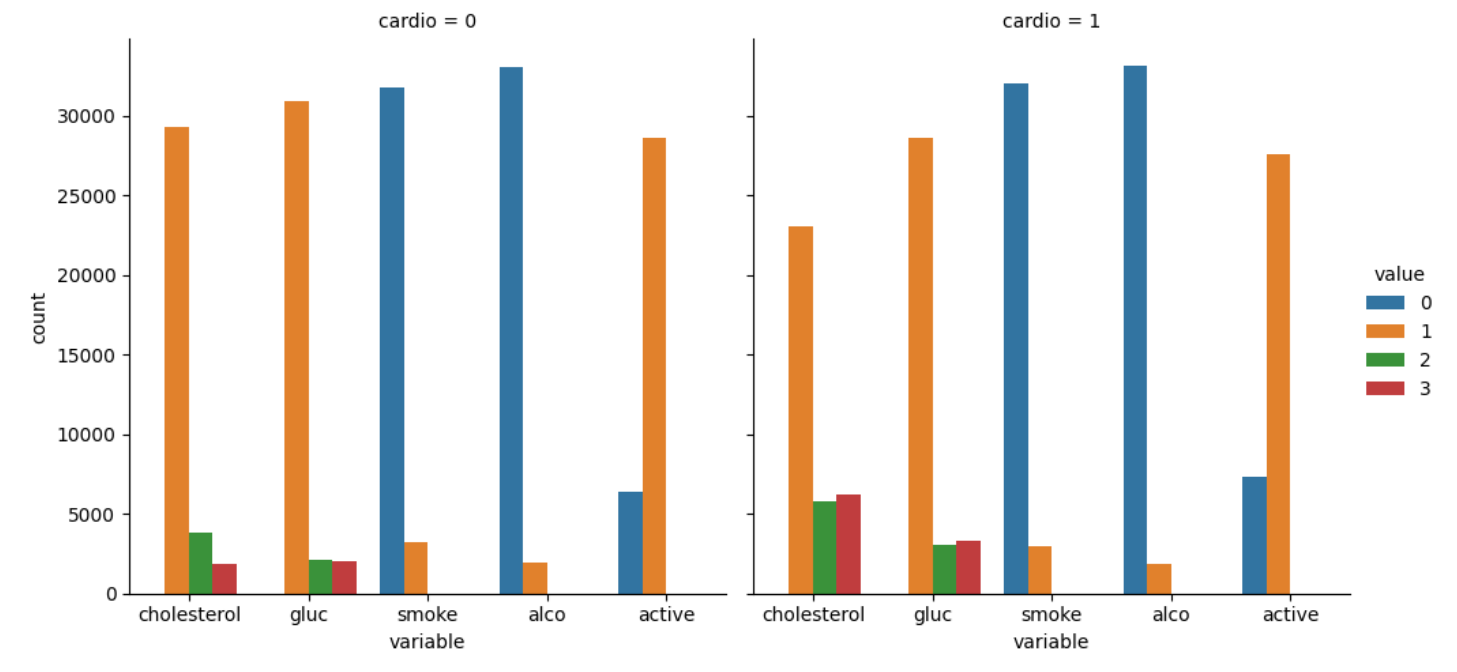 cardio = 0
cardio = 1
count
30000
25000
20000
15000
10000
5000
0
cholesterol gluc smoke alco active
variable
cholesterol gluc smoke alco active
variable
value
0
1
2
3